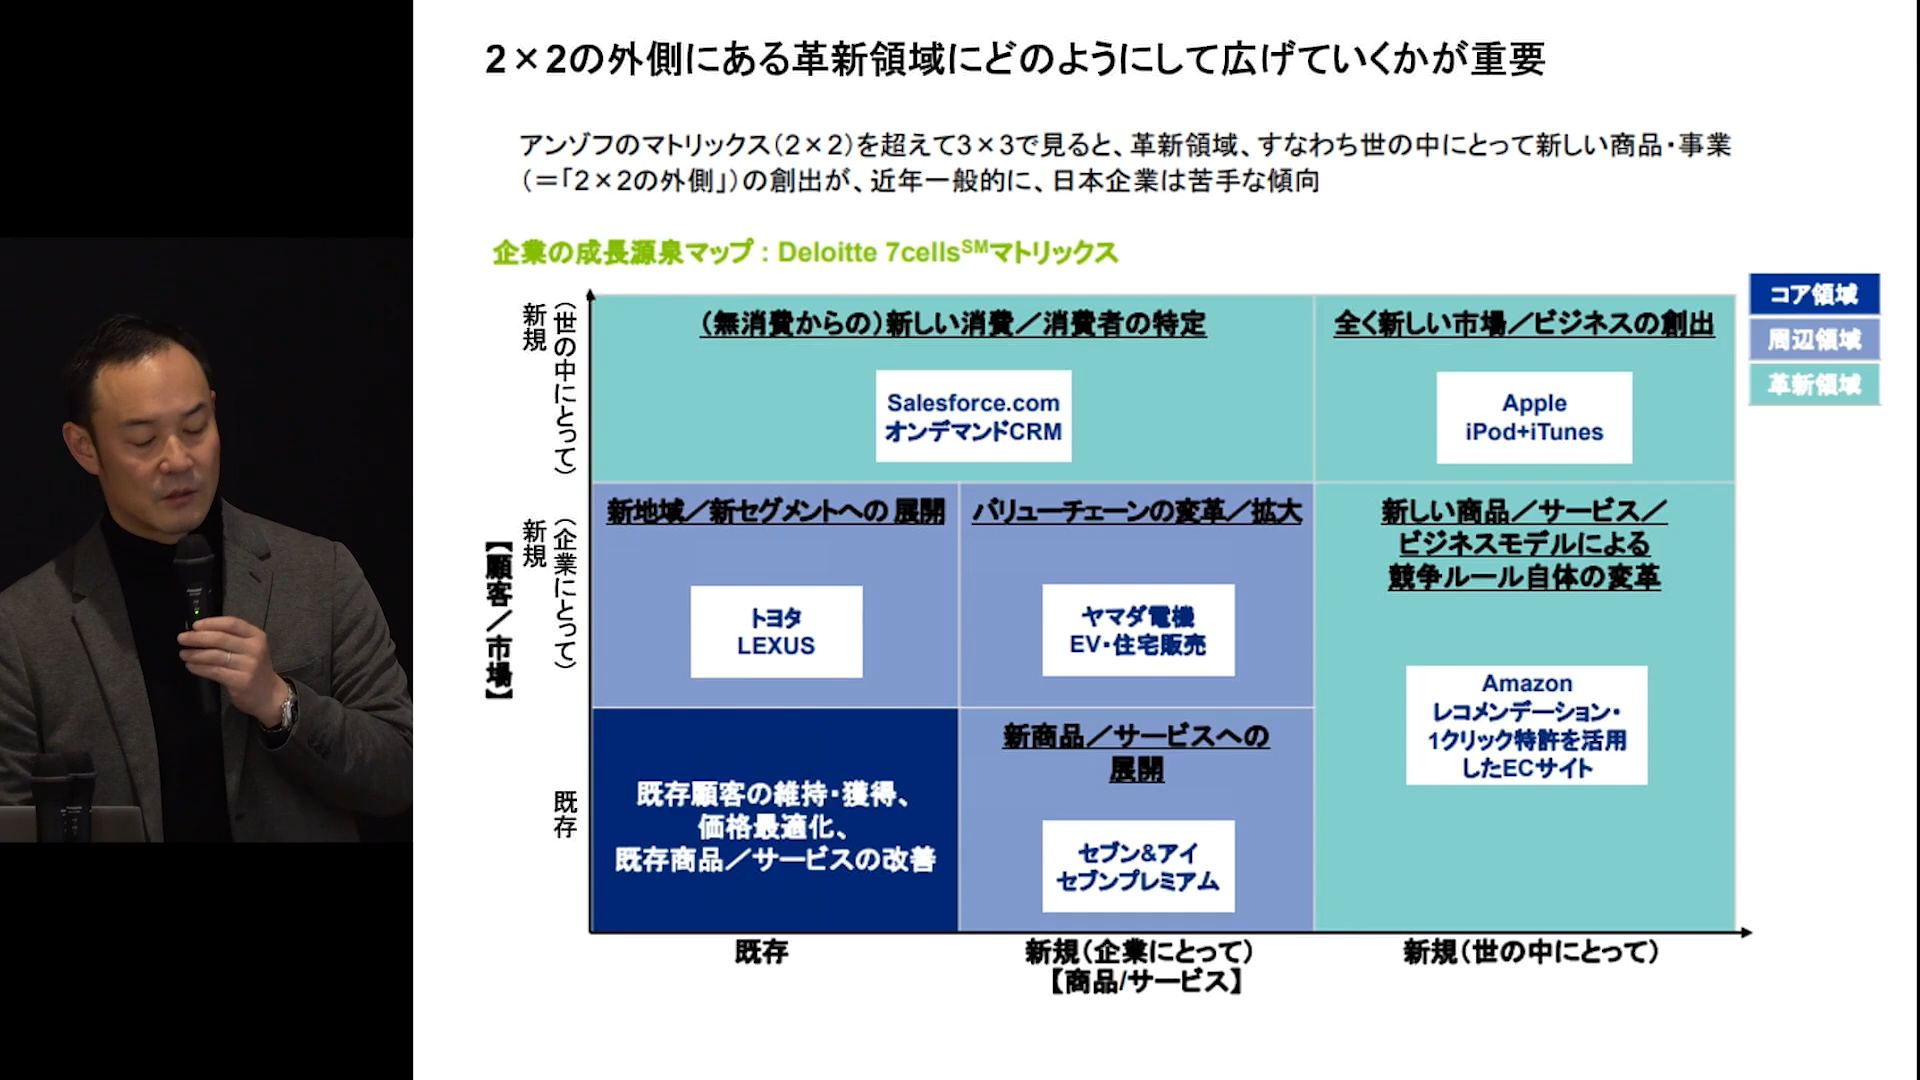 2×2の外側にある革新領域にどのようにして広げていくかが重要
アンゾフのマトリックス（2×2）を超えて3×3で見ると、革新領域、すなわち世の中にとって新しい商品・事業
（＝「2×2の外側」）の創出が、近年一般的に、日本企業は苦手な傾向
企業の成長源泉マップ：Deloitte 7cellsSMマトリックス
コア領域
周辺領域
革新領域
新規
（世の中にとって）
（無消費からの）新しい消費／消費者の特定
Salesforce.com
オンデマンドCRM
全く新しい市場／ビジネスの創出
Apple
iPod+iTunes
【顧客／市場】
新規
（企業にとって）
新地域／新セグメントへの展開
トヨタ
LEXUS
バリューチェーンの変革／拡大
ヤマダ電機
EV・住宅販売
新しい商品／サービス／
ビジネスモデルによる
競争ルール自体の変革
Amazon
レコメンデーション・
1クリック特許を活用
したECサイト
既存
既存顧客の維持・獲得、
価格最適化、
既存商品／サービスの改善
新商品／サービスへの
展開
セブン&アイ
セブンプレミアム
既存
新規（企業にとって）
新規（世の中にとって）
【商品/サービス】